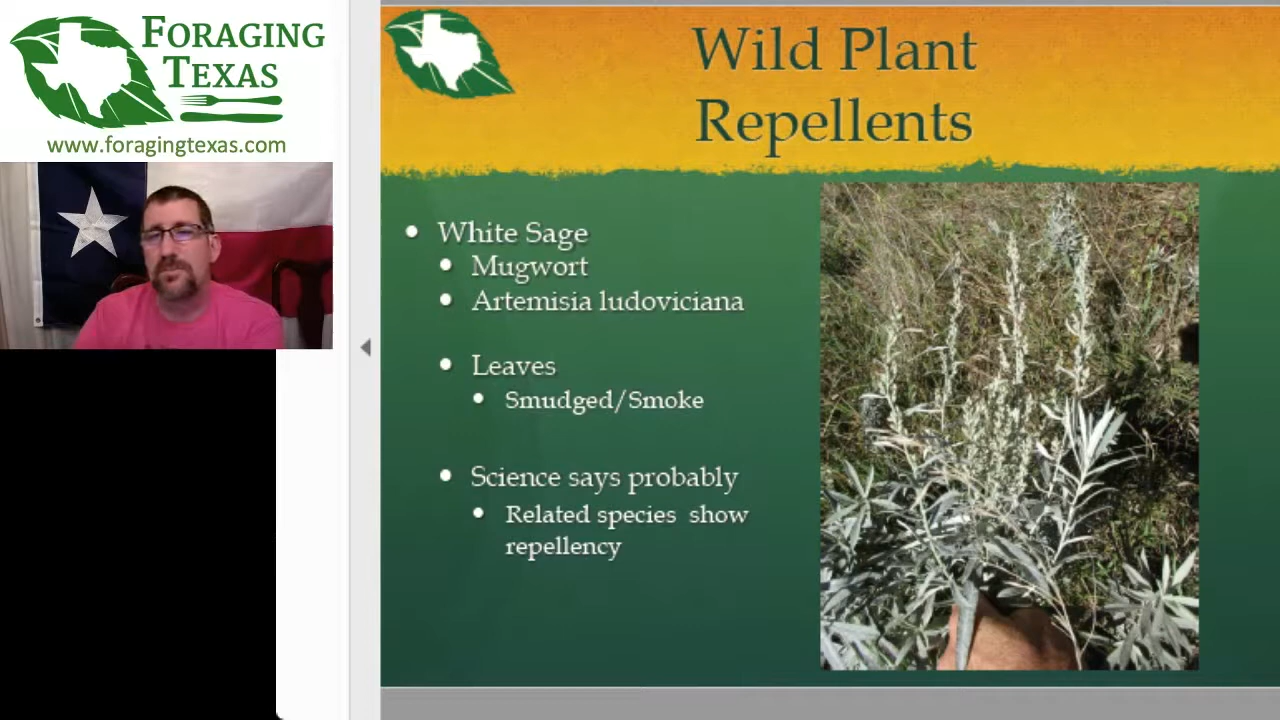 FORAGING
TEXAS
www.foragingtexas.com
Wild Plant
Repellents
White Sage
Mugwort
Artemisia ludoviciana
Leaves
Smudged/Smoke
Science says probably
Related species show
repellency